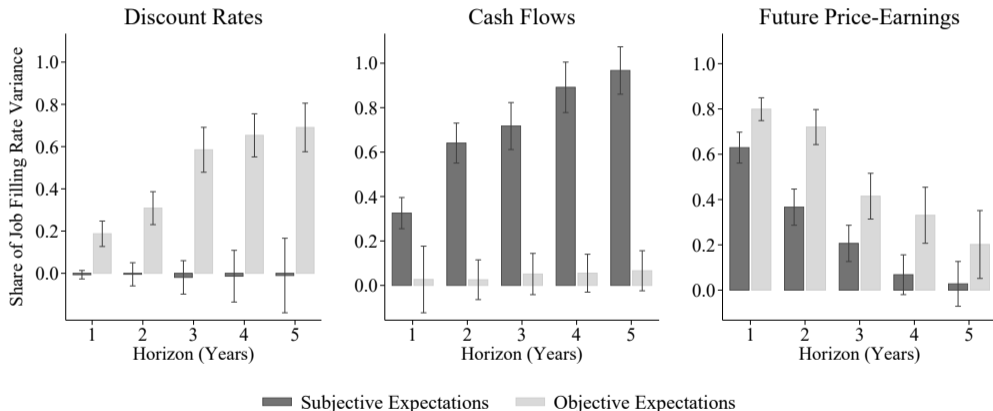 Discount Rates
Share of Job Filling Rate Variance
1.0
0.8
0.6
0.4
0.2
0.0
1 2 3 4 5
Horizon (Years)
Cash Flows
1.0
0.8
0.6
0.4
0.2
0.0
1 2 3 4 5
Horizon (Years)
Future Price-Earnings
1.0
0.8
0.6
0.4
0.2
0.0
1 2 3 4 5
Horizon (Years)
Subjective Expectations Objective Expectations